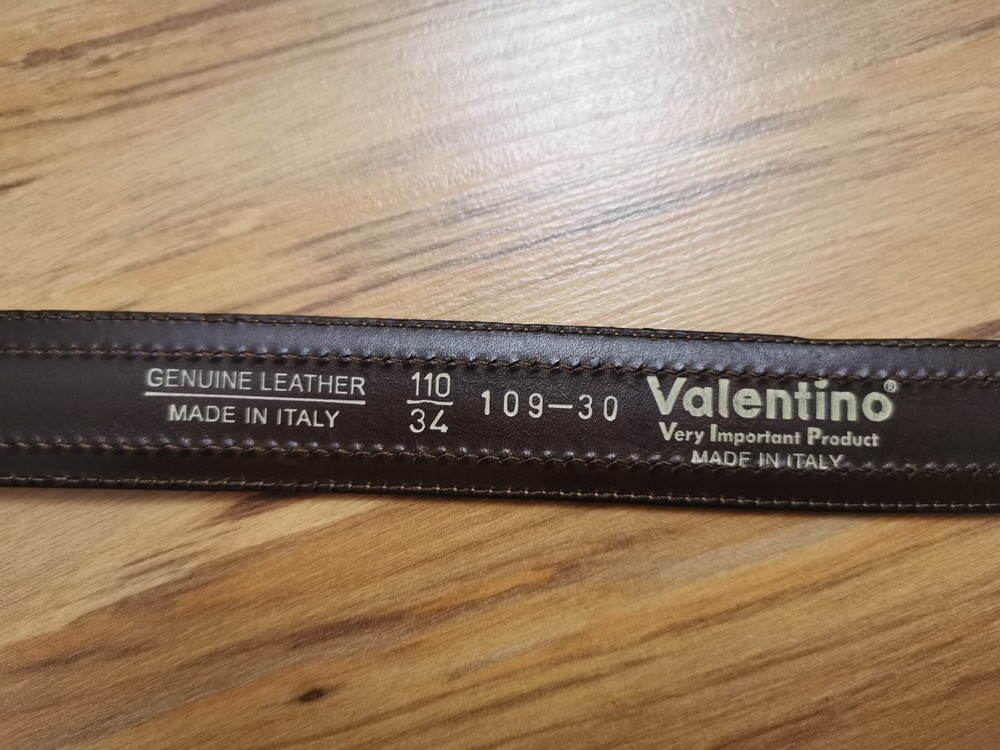 GENUINE LEATHER
MADE IN ITALY
110
34
109-30
Valentino®
Very Important Product
MADE IN ITALY